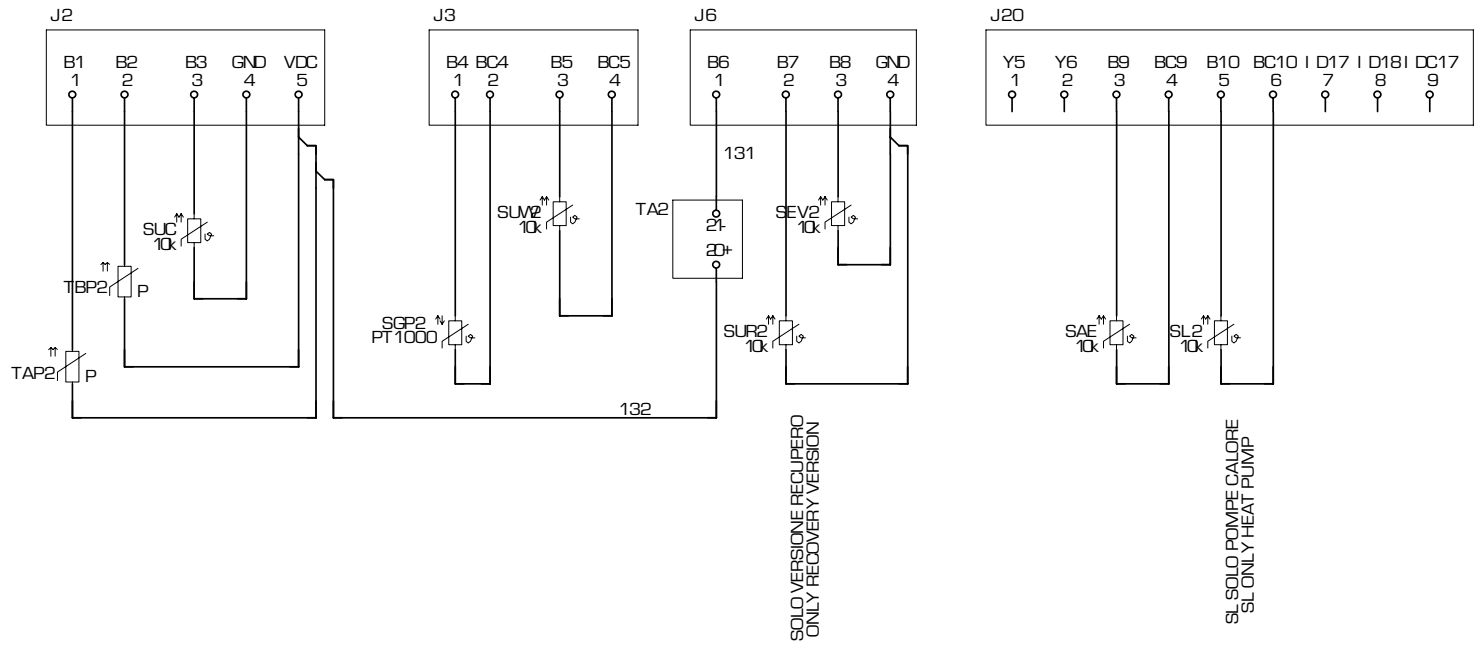 J2 J3 J6 J20
B1 B2 B3 GND VDC B4 BC4 B5 BC5 B6 B7 B8 GND Y5 Y6 B9 BC9 B10 BC10 ID17 ID18 IDC17
1 2 3 4 5 1 2 3 4 1 2 3 4 1 2 3 4 5 6 7 8 9
131
TA2
21-
20+
SUW2
10k
SEV2
10k
SUC
10k
TBP2 P
SGP2
PT1000
SUR2
10k
SAE
10k
SL2
10k
TAP2 P
132
SOLO VERSIONE RECUPERO
ONLY RECOVERY VERSION
SL SOLO POMPE CALORE
SL ONLY HEAT PUMP